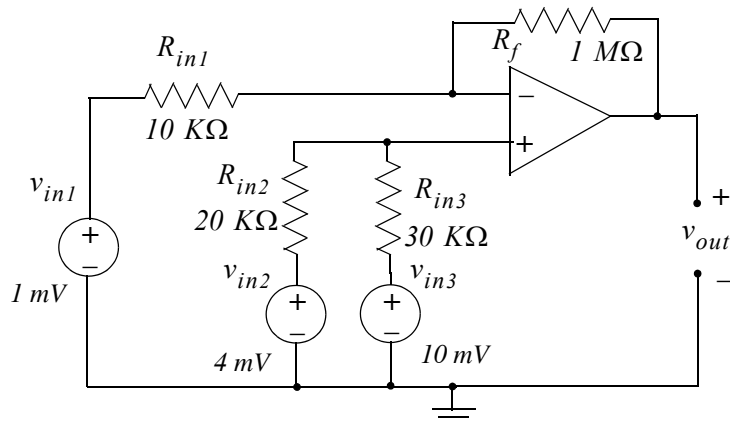 R_in1
10 KΩ
R_f
1 MΩ
−
+
R_in2
20 KΩ
R_in3
30 KΩ
v_in1
+
−
1 mV
v_in2
+
−
4 mV
v_in3
+
−
10 mV
+
v_out
−